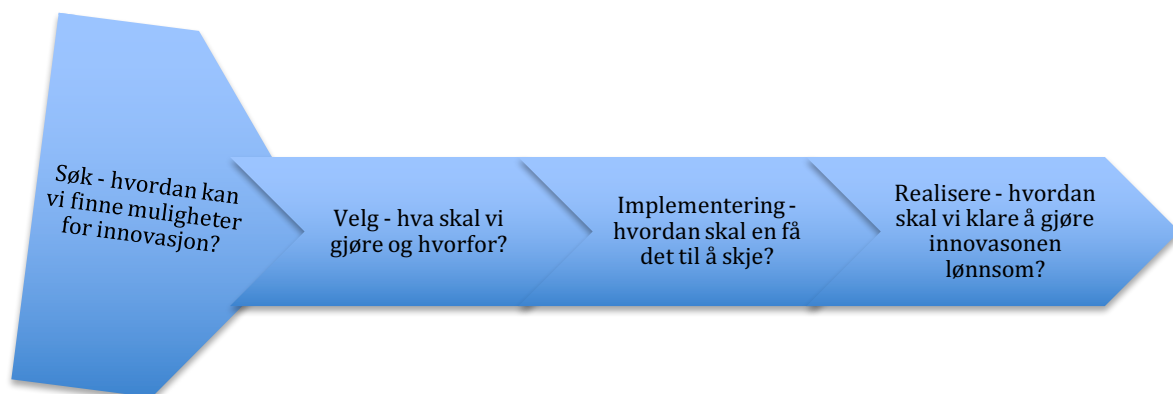 Søk - hvordan kan
vi finne muligheter
for innovasjon?
Velg - hva skal vi
gjøre og hvorfor?
Implementering -
hvordan skal en få
det til å skje?
Realisere - hvordan
skal vi klare å gjøre
innovasonen
lønnsom?